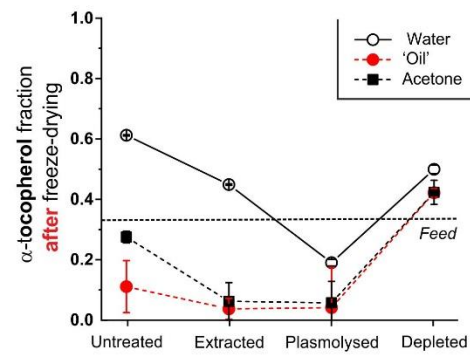 α-tocopherol fraction
after freeze-drying
1.0
0.8
0.6
0.4
0.2
0.0
Water
'Oil'
Acetone
Feed
Untreated Extracted Plasmolysed Depleted